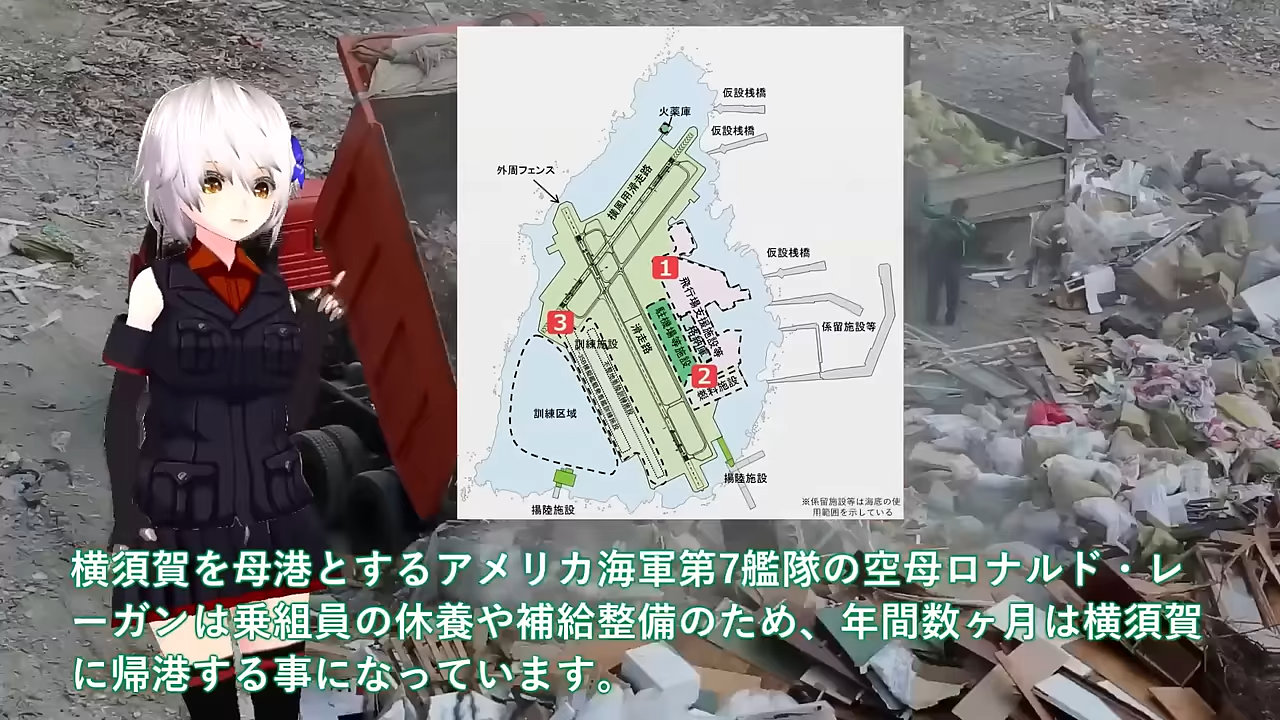 仮設桟橋
火薬庫
仮設桟橋
外周フェンス
横風用滑走路
仮設桟橋
1
飛行場支援施設等
係留施設等
3
訓練施設
滑走路
駐機場等施設
2
燃料施設
訓練区域
揚陸施設
揚陸施設
※係留施設等は海底の使
用範囲を示している
横須賀を母港とするアメリカ海軍第7艦隊の空母ロナルド・レ
ーガンは乗組員の休養や補給整備のため、年間数ヶ月は横須賀
に帰港する事になっています。